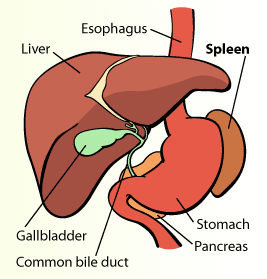 Esophagus
Liver
Spleen
Stomach
Gallbladder
Pancreas
Common bile duct